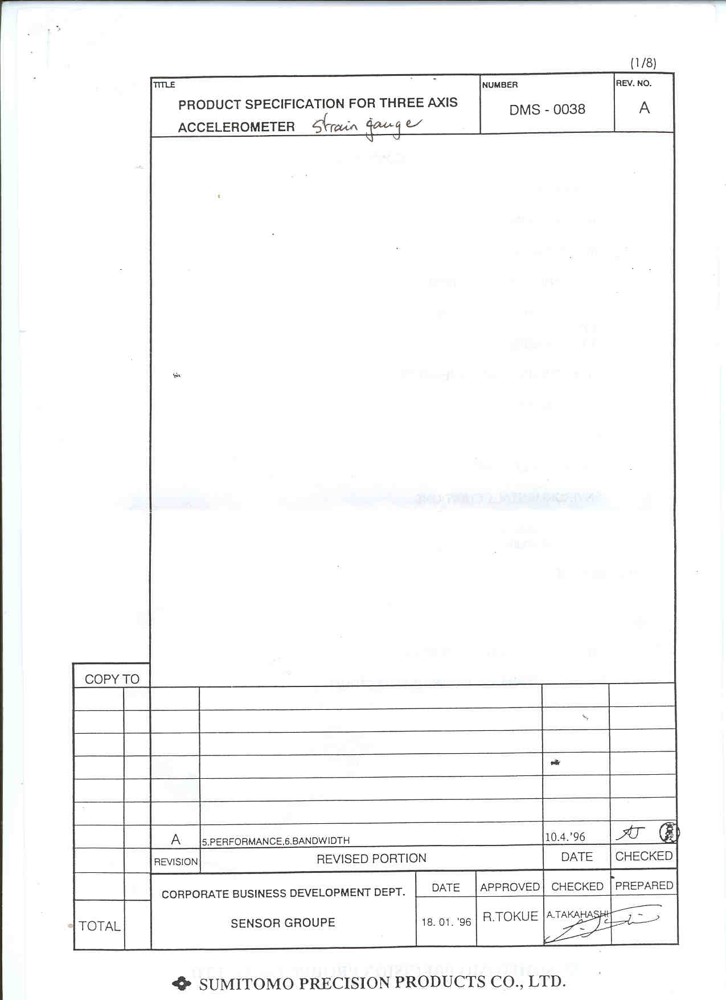 (1/8)
TITLE
PRODUCT SPECIFICATION FOR THREE AXIS
ACCELEROMETER strain gauge
NUMBER
DMS - 0038
REV. NO.
A
COPY TO
A
5.PERFORMANCE,6.BANDWIDTH
10.4.'96
REVISION
REVISED PORTION
DATE
CHECKED
CORPORATE BUSINESS DEVELOPMENT DEPT.
SENSOR GROUPE
DATE
APPROVED
CHECKED
PREPARED
18. 01. '96
R.TOKUE
A.TAKAHASHI
TOTAL
SUMITOMO PRECISION PRODUCTS CO., LTD.